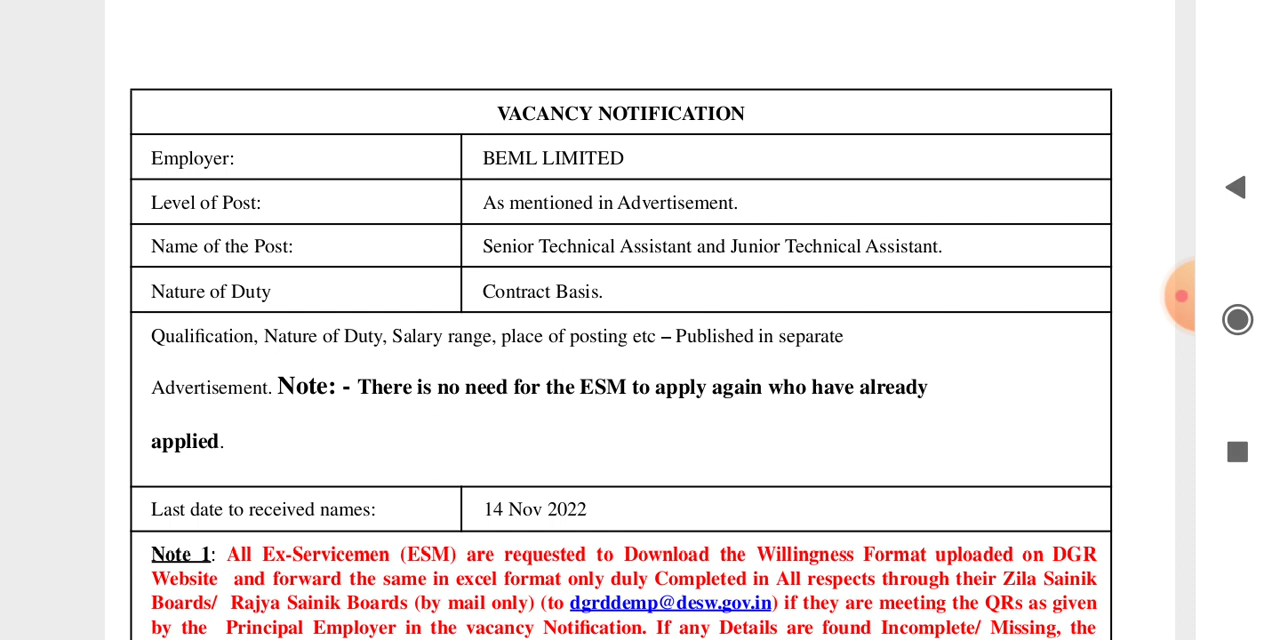 VACANCY NOTIFICATION
Employer: BEML LIMITED
Level of Post: As mentioned in Advertisement.
Name of the Post: Senior Technical Assistant and Junior Technical Assistant.
Nature of Duty Contract Basis.
Qualification, Nature of Duty, Salary range, place of posting etc – Published in separate
Advertisement. Note: - There is no need for the ESM to apply again who have already
applied.
Last date to received names: 14 Nov 2022
Note 1: All Ex-Servicemen (ESM) are requested to Download the Willingness Format uploaded on DGR
Website and forward the same in excel format only duly Completed in All respects through their Zila Sainik
Boards/ Rajya Sainik Boards (by mail only) (to dgrddemp@desw.gov.in) if they are meeting the QRs as given
by the Principal Employer in the vacancy Notification. If any Details are found Incomplete/ Missing, the